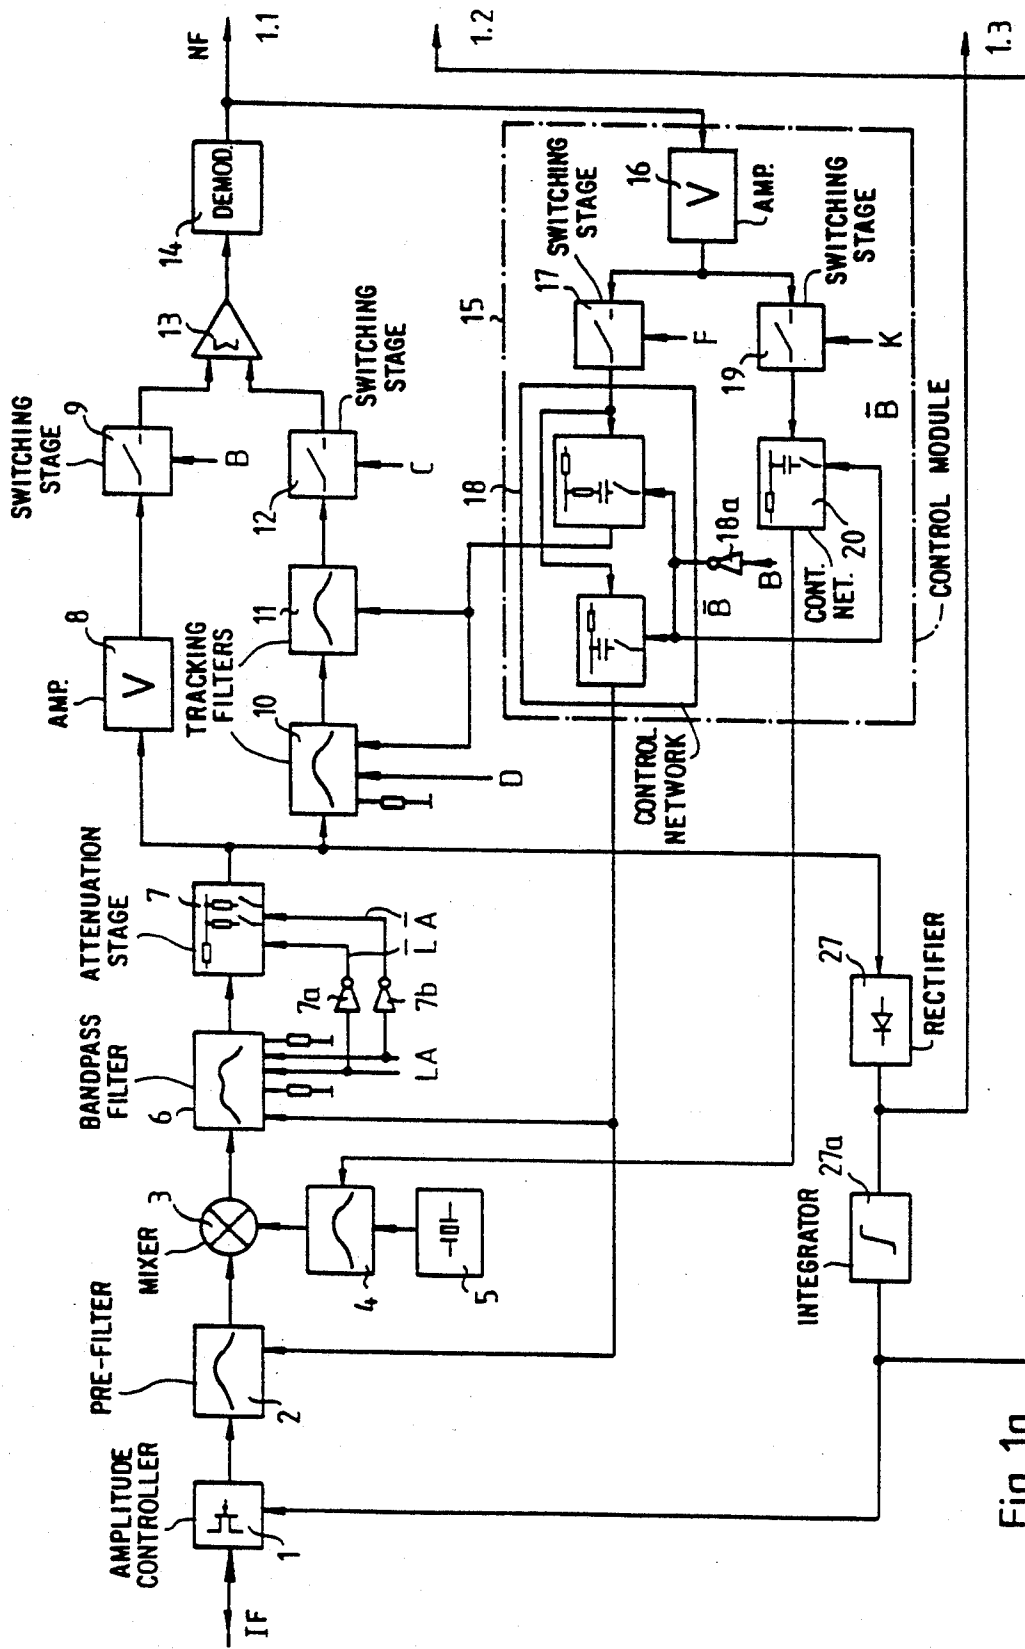 IF
AMPLITUDE
CONTROLLER
1
PRE-FILTER
2
MIXER
3
4
5
BANDPASS
FILTER
6
LA
7a
7b
L̅ A̅
ATTENUATION
STAGE
7
AMP.
8
V
TRACKING
FILTERS
10
11
D
SWITCHING
STAGE
9
B
12
SWITCHING
STAGE
C
13
Σ
14
DEMOD.
NF
1.1
1.2
1.3
15
16
V
AMP.
17
SWITCHING
STAGE
F
18
18a
B̅
B
CONTROL
NETWORK
19
SWITCHING
STAGE
K
B̅
20
CONT.
NET.
CONTROL MODULE
27
RECTIFIER
27a
INTEGRATOR
Fig. 1a